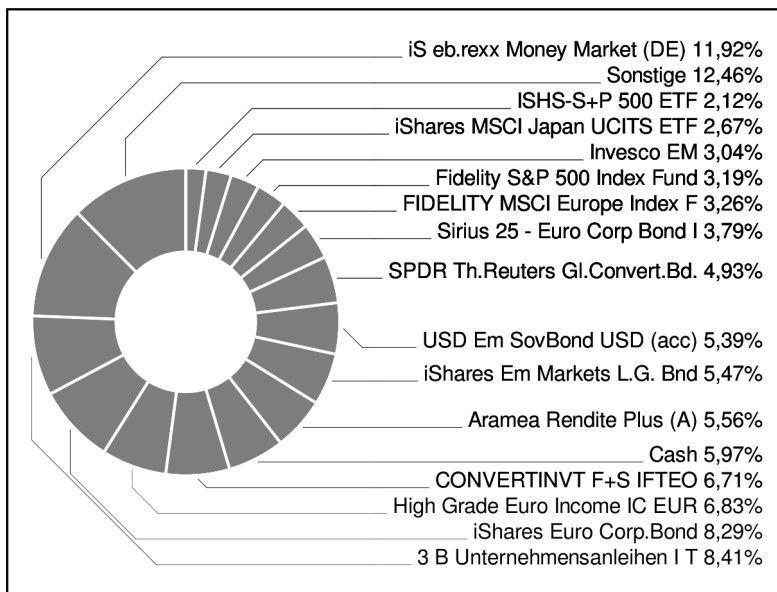 iS eb.rexx Money Market (DE) 11,92%
Sonstige 12,46%
ISHS-S+P 500 ETF 2,12%
iShares MSCI Japan UCITS ETF 2,67%
Invesco EM 3,04%
Fidelity S&P 500 Index Fund 3,19%
FIDELITY MSCI Europe Index F 3,26%
Sirius 25 - Euro Corp Bond I 3,79%
SPDR Th.Reuters Gl.Convert.Bd. 4,93%
USD Em SovBond USD (acc) 5,39%
iShares Em Markets L.G. Bnd 5,47%
Aramea Rendite Plus (A) 5,56%
Cash 5,97%
CONVERTINVT F+S IFTEO 6,71%
High Grade Euro Income IC EUR 6,83%
iShares Euro Corp.Bond 8,29%
3 B Unternehmensanleihen I T 8,41%